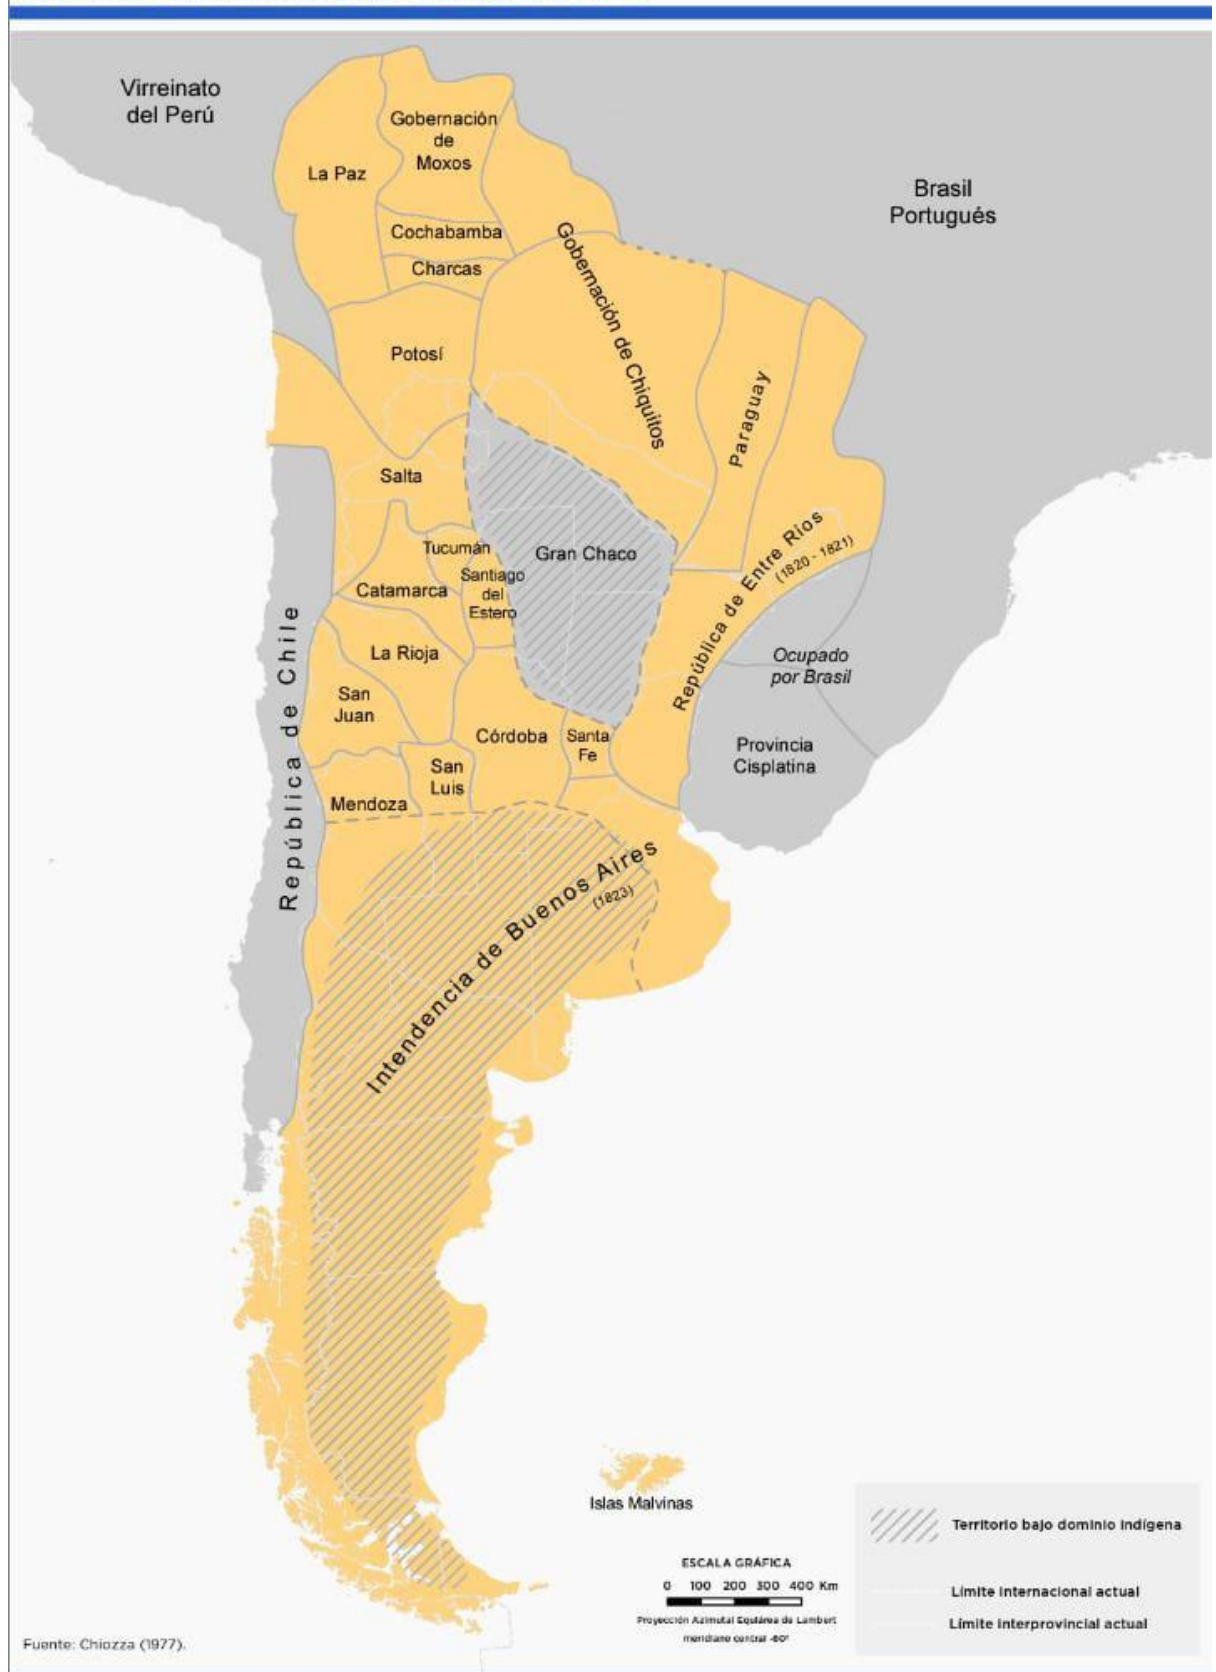 Virreinato
del Perú
Gobernación
de
Moxos
La Paz
Brasil
Portugués
Cochabamba
Charcas
Gobernación de Chiquitos
Potosí
Paraguay
Salta
República de Entre Ríos
(1820 - 1821)
Tucumán
Gran Chaco
Santiago
del
Estero
Catamarca
República de Chile
La Rioja
Ocupado
por Brasil
San
Juan
Córdoba
Santa
Fe
Provincia
Cisplatina
San
Luis
Mendoza
Intendencia de Buenos Aires
(1823)
Islas Malvinas
Territorio bajo dominio indígena
Límite internacional actual
Límite interprovincial actual
ESCALA GRÁFICA
0 100 200 300 400 Km
Proyección Azimutal Equiárea de Lambert
meridiano central -60°
Fuente: Chiozza (1977).